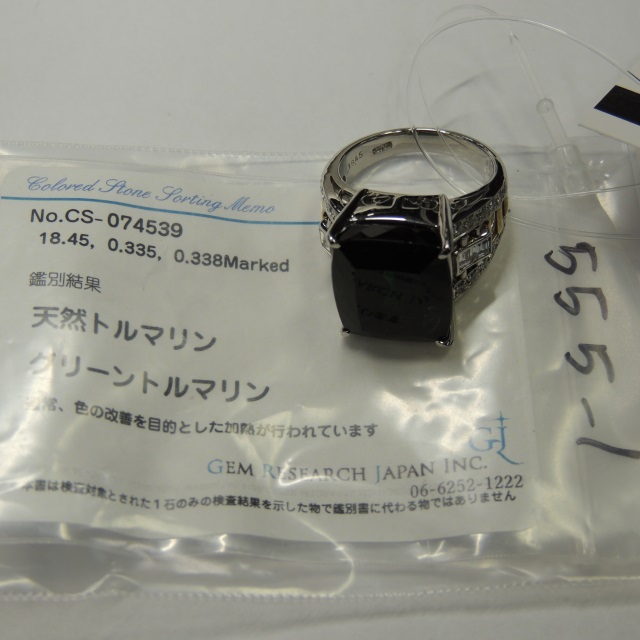 Colored Stone Sorting Memo
No.CS-074539
18.45, 0.335, 0.338Marked
鑑別結果
天然トルマリン
グリーントルマリン
通常、色の改善を目的とした加熱が行われています
GEM RESEARCH JAPAN INC.
06-6252-1222
本書は検査対象とされた1石のみの検査結果を示した物で鑑別書に代わる物ではありません
555-1